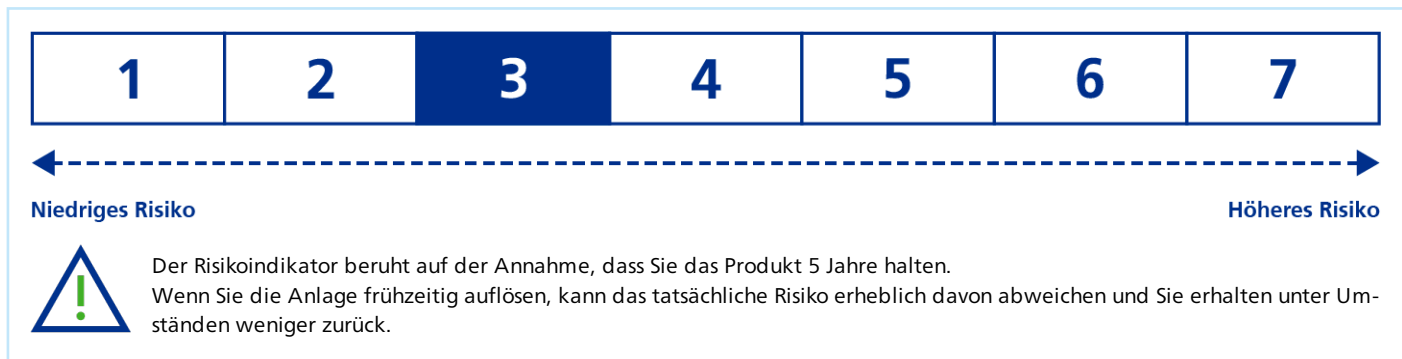 1 2 3 4 5 6 7
Niedriges Risiko Höheres Risiko
Der Risikoindikator beruht auf der Annahme, dass Sie das Produkt 5 Jahre halten.
Wenn Sie die Anlage frühzeitig auflösen, kann das tatsächliche Risiko erheblich davon abweichen und Sie erhalten unter Um-
ständen weniger zurück.